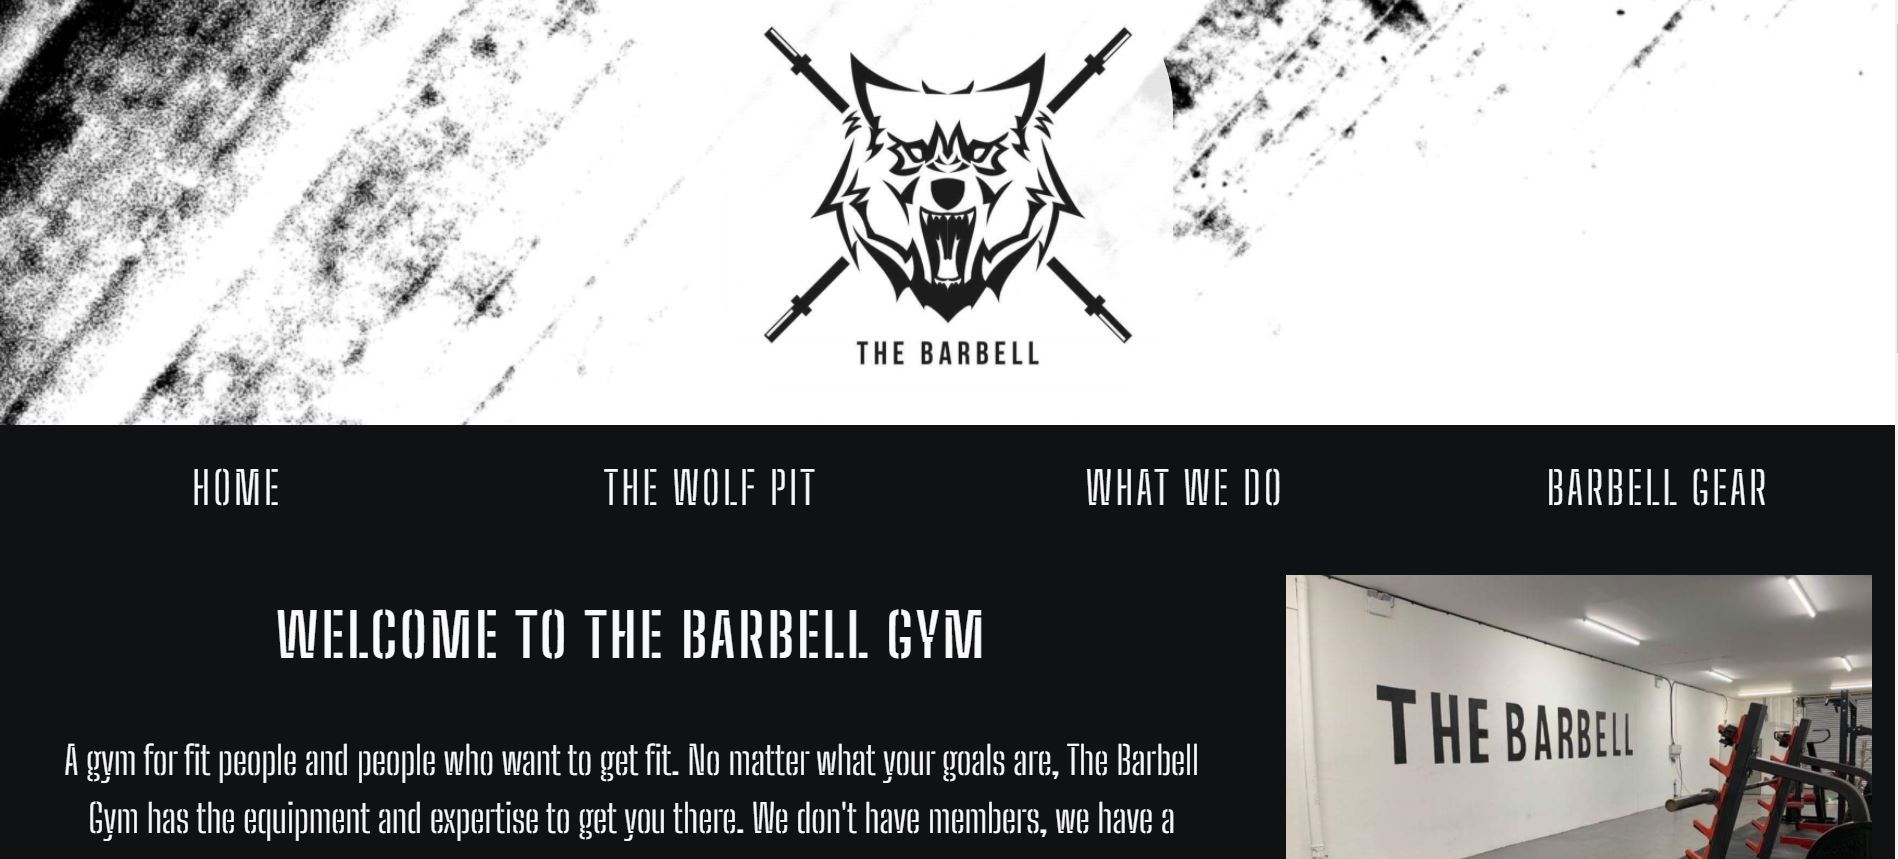 THE BARBELL
HOME THE WOLF PIT WHAT WE DO BARBELL GEAR
WELCOME TO THE BARBELL GYM
A gym for fit people and people who want to get fit. No matter what your goals are, The Barbell
Gym has the equipment and expertise to get you there. We don't have members, we have a
THE BARBELL